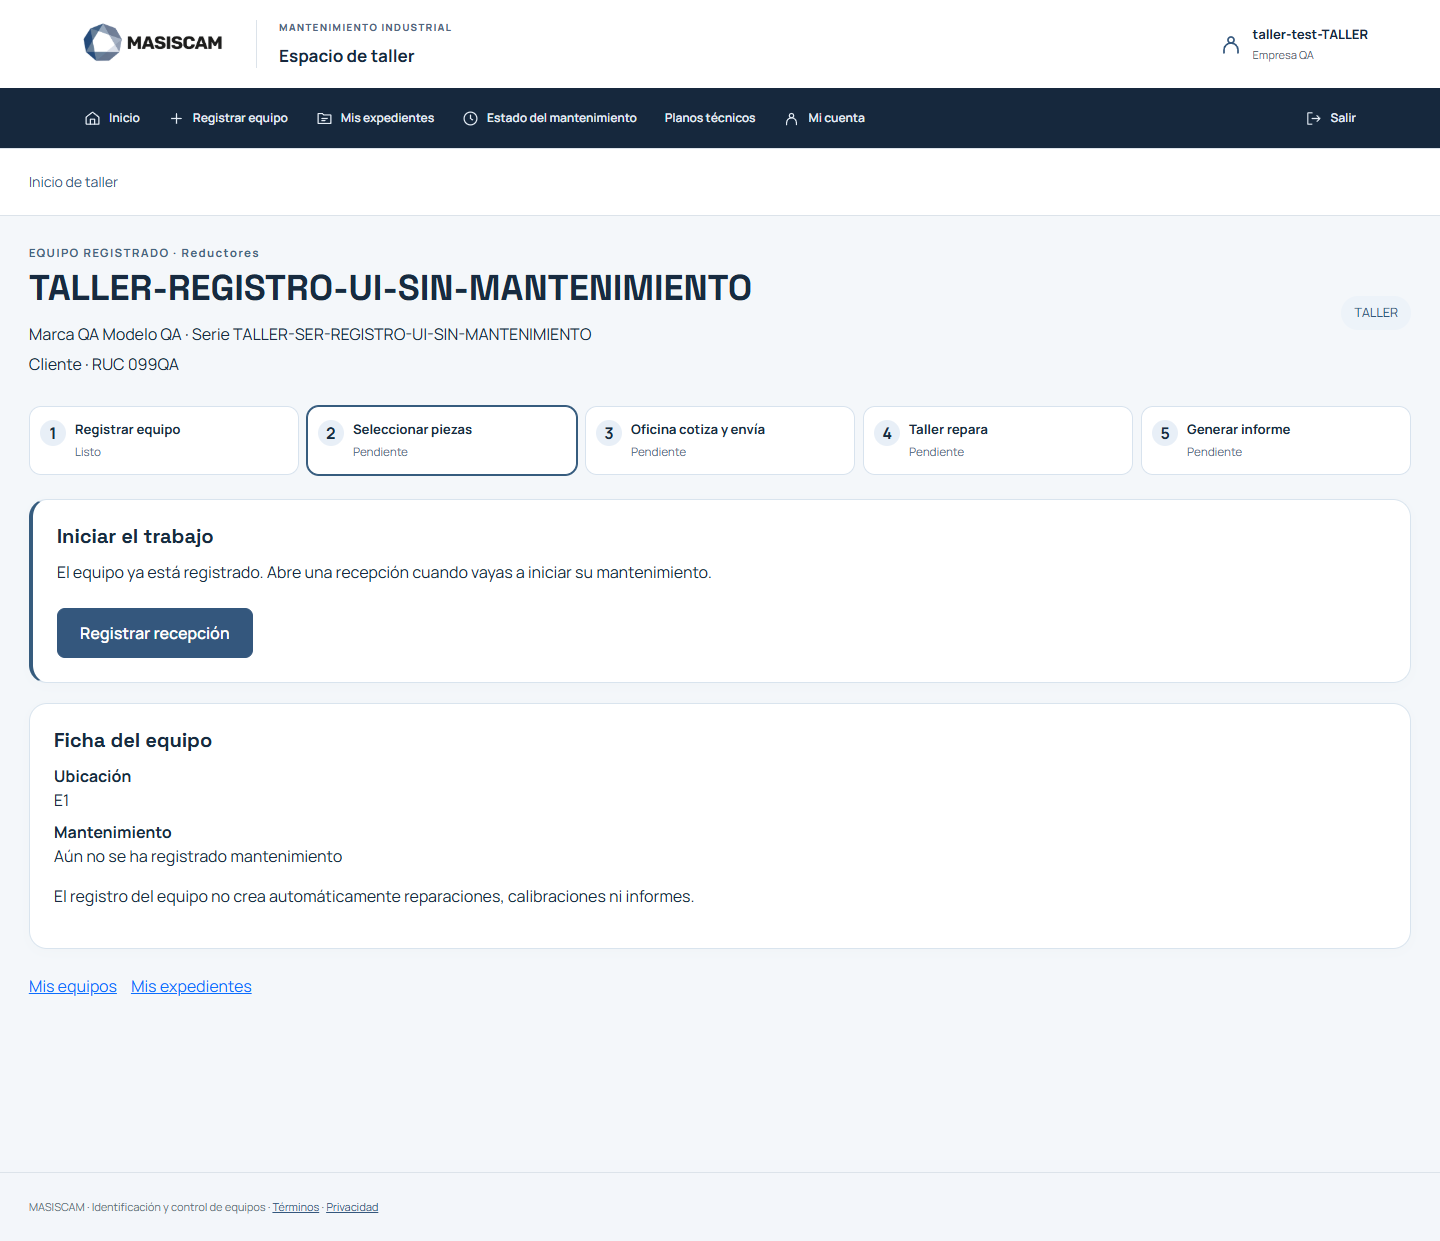 MASISCAM
MANTENIMIENTO INDUSTRIAL
Espacio de taller
taller-test-TALLER
Empresa QA
Inicio
Registrar equipo
Mis expedientes
Estado del mantenimiento
Planos técnicos
Mi cuenta
Salir
Inicio de taller
EQUIPO REGISTRADO · Reductores
TALLER-REGISTRO-UI-SIN-MANTENIMIENTO
Marca QA Modelo QA · Serie TALLER-SER-REGISTRO-UI-SIN-MANTENIMIENTO
Cliente · RUC 099QA
TALLER
1 Registrar equipo
Listo
2 Seleccionar piezas
Pendiente
3 Oficina cotiza y envía
Pendiente
4 Taller repara
Pendiente
5 Generar informe
Pendiente
Iniciar el trabajo
El equipo ya está registrado. Abre una recepción cuando vayas a iniciar su mantenimiento.
Registrar recepción
Ficha del equipo
Ubicación
E1
Mantenimiento
Aún no se ha registrado mantenimiento
El registro del equipo no crea automáticamente reparaciones, calibraciones ni informes.
Mis equipos Mis expedientes
MASISCAM · Identificación y control de equipos · Términos · Privacidad